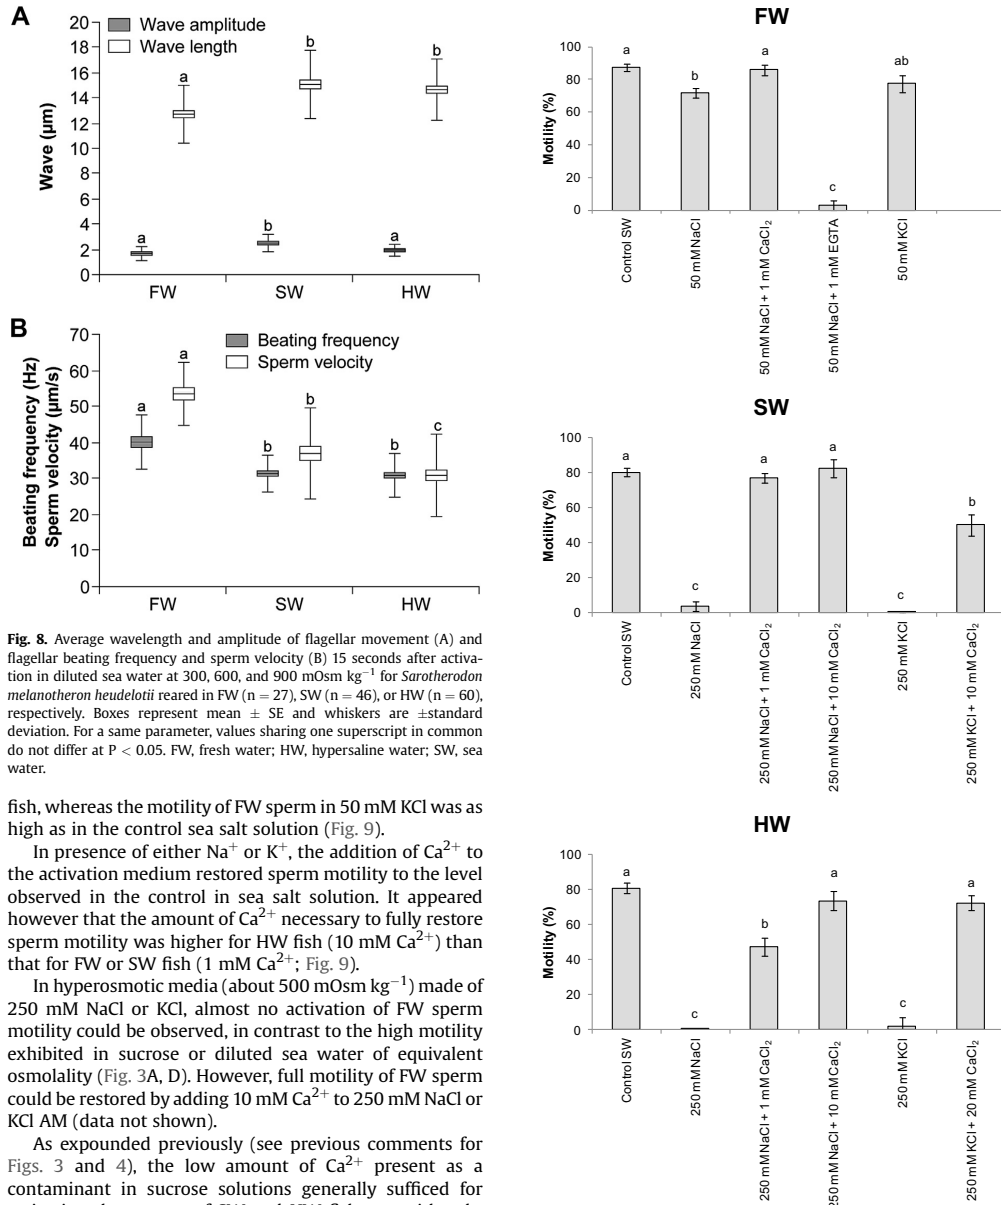 A
Wave amplitude
Wave length
20
18
16
14
12
10
8
6
4
2
0
Wave (µm)
a
a
b
b
a
b
FW
SW
HW
B
Beating frequency
Sperm velocity
70
60
50
40
30
20
10
0
Beating frequency (Hz)
Sperm velocity (µm/s)
a
a
b
b
b
c
FW
SW
HW
Fig. 8. Average wavelength and amplitude of flagellar movement (A) and
flagellar beating frequency and sperm velocity (B) 15 seconds after activa-
tion in diluted sea water at 300, 600, and 900 mOsm kg⁻¹ for Sarotherodon
melanotheron heudelotii reared in FW (n = 27), SW (n = 46), or HW (n = 60),
respectively. Boxes represent mean ± SE and whiskers are ±standard
deviation. For a same parameter, values sharing one superscript in common
do not differ at P < 0.05. FW, fresh water; HW, hypersaline water; SW, sea
water.
fish, whereas the motility of FW sperm in 50 mM KCl was as
high as in the control sea salt solution (Fig. 9).
In presence of either Na⁺ or K⁺, the addition of Ca²⁺ to
the activation medium restored sperm motility to the level
observed in the control in sea salt solution. It appeared
however that the amount of Ca²⁺ necessary to fully restore
sperm motility was higher for HW fish (10 mM Ca²⁺) than
that for FW or SW fish (1 mM Ca²⁺; Fig. 9).
In hyperosmotic media (about 500 mOsm kg⁻¹) made of
250 mM NaCl or KCl, almost no activation of FW sperm
motility could be observed, in contrast to the high motility
exhibited in sucrose or diluted sea water of equivalent
osmolality (Fig. 3A, D). However, full motility of FW sperm
could be restored by adding 10 mM Ca²⁺ to 250 mM NaCl or
KCl AM (data not shown).
As expounded previously (see previous comments for
Figs. 3 and 4), the low amount of Ca²⁺ present as a
contaminant in sucrose solutions generally sufficed for
FW
100
80
60
40
20
0
Motility (%)
a
b
a
c
ab
Control SW
50 mM NaCl
50 mM NaCl + 1 mM CaCl₂
50 mM NaCl + 1 mM EGTA
50 mM KCl
SW
100
80
60
40
20
0
Motility (%)
a
c
a
a
c
b
Control SW
250 mM NaCl
250 mM NaCl + 1 mM CaCl₂
250 mM NaCl + 10 mM CaCl₂
250 mM KCl
250 mM KCl + 10 mM CaCl₂
HW
100
80
60
40
20
0
Motility (%)
a
c
b
a
c
a
Control SW
250 mM NaCl
250 mM NaCl + 1 mM CaCl₂
250 mM NaCl + 10 mM CaCl₂
250 mM KCl
250 mM KCl + 20 mM CaCl₂